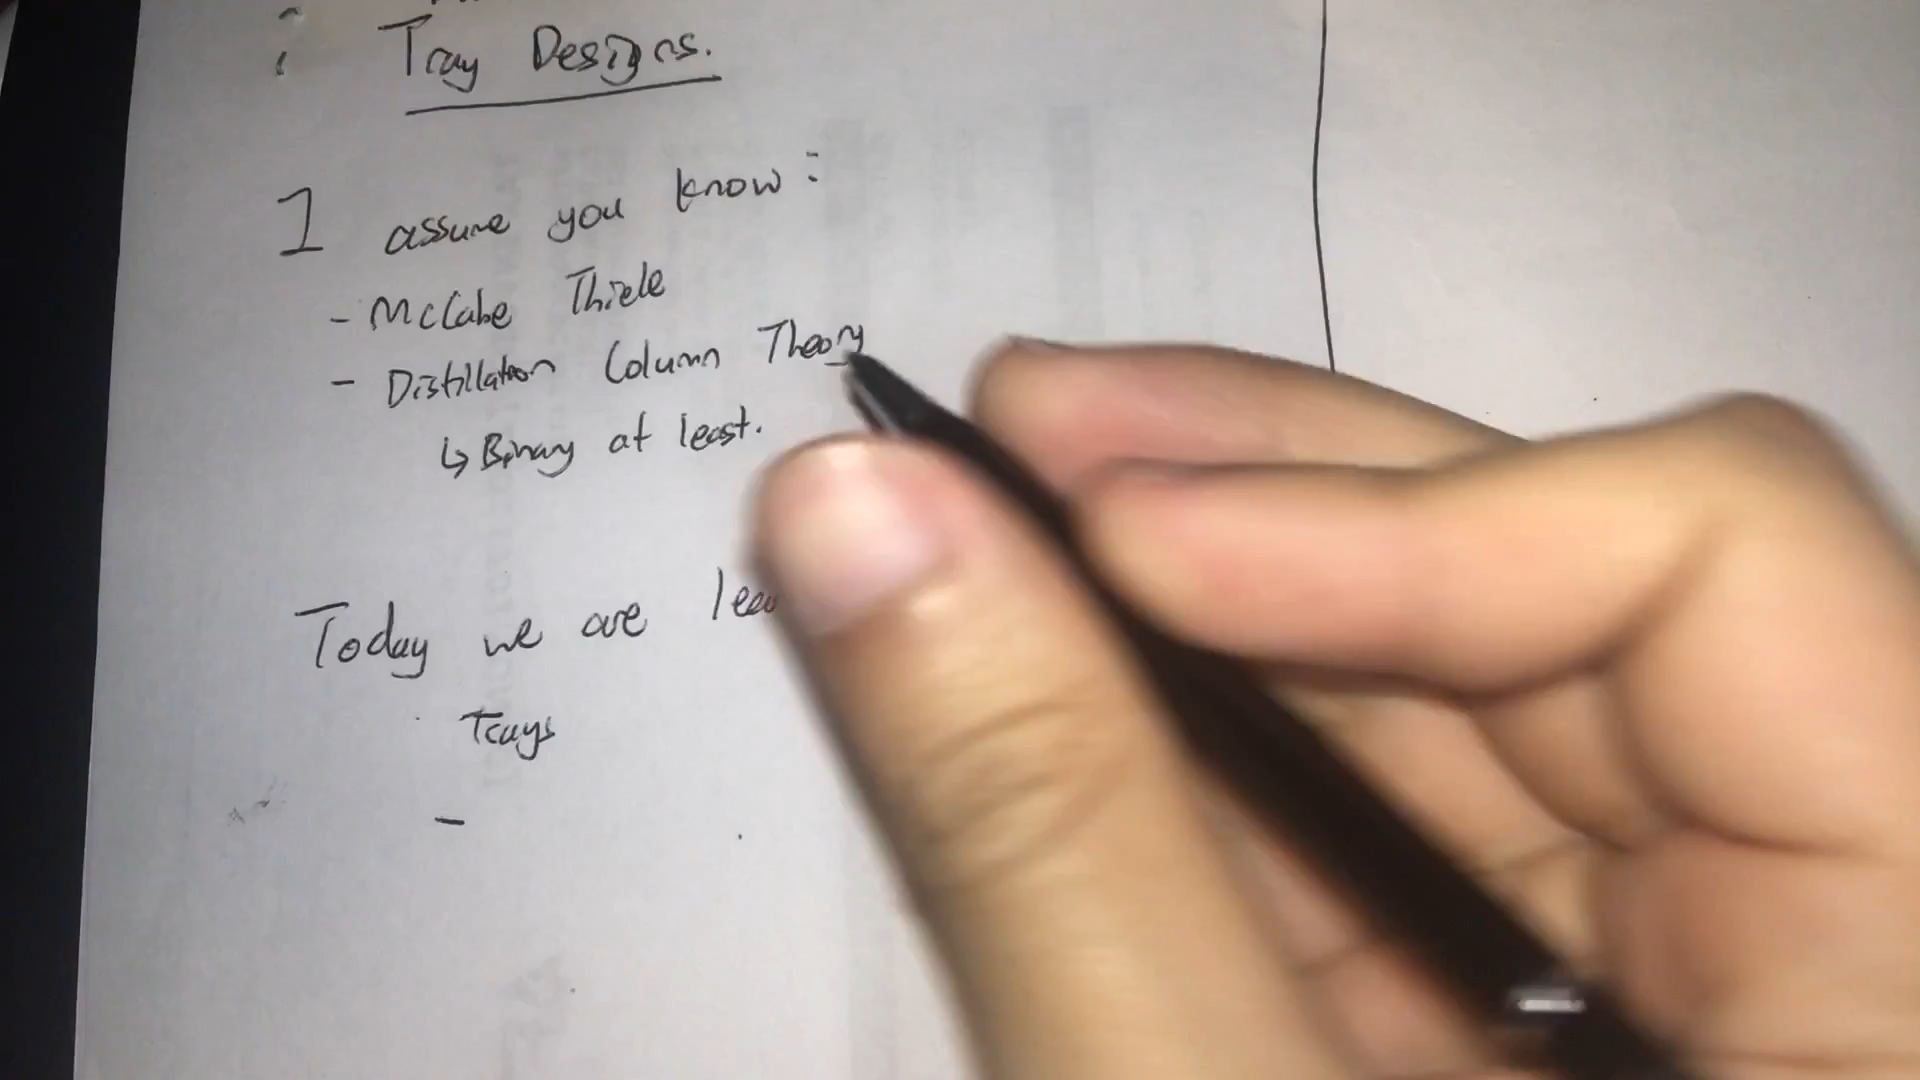 Tray Designs.
I assume you know:
- McCabe Thiele
- Distillation Column Theory
↳ Binary at least.
Today we are
Trays
-